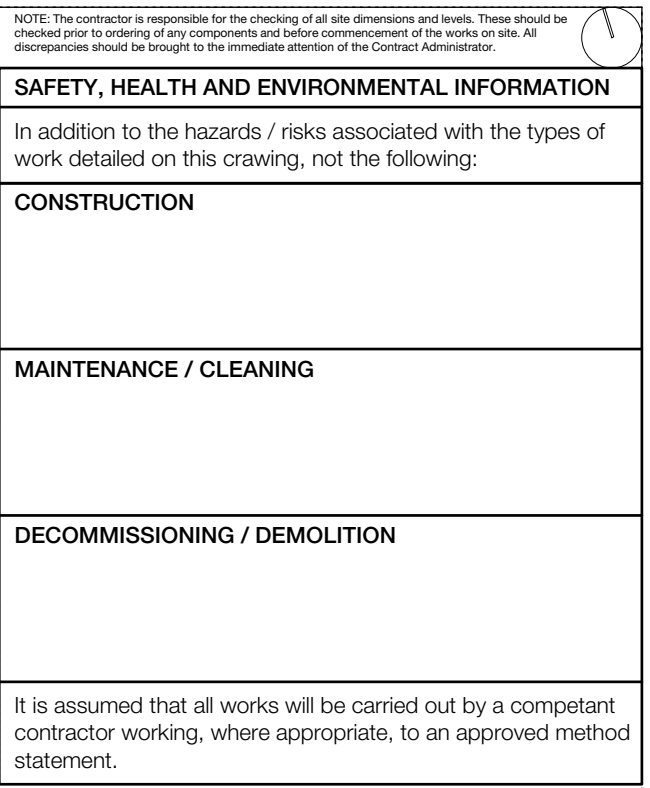 NOTE: The contractor is responsible for the checking of all site dimensions and levels. These should be
checked prior to ordering of any components and before commencement of the works on site. All
discrepancies should be brought to the immediate attention of the Contract Administrator.
SAFETY, HEALTH AND ENVIRONMENTAL INFORMATION
In addition to the hazards / risks associated with the types of
work detailed on this crawing, not the following:
CONSTRUCTION
MAINTENANCE / CLEANING
DECOMMISSIONING / DEMOLITION
It is assumed that all works will be carried out by a competant
contractor working, where appropriate, to an approved method
statement.